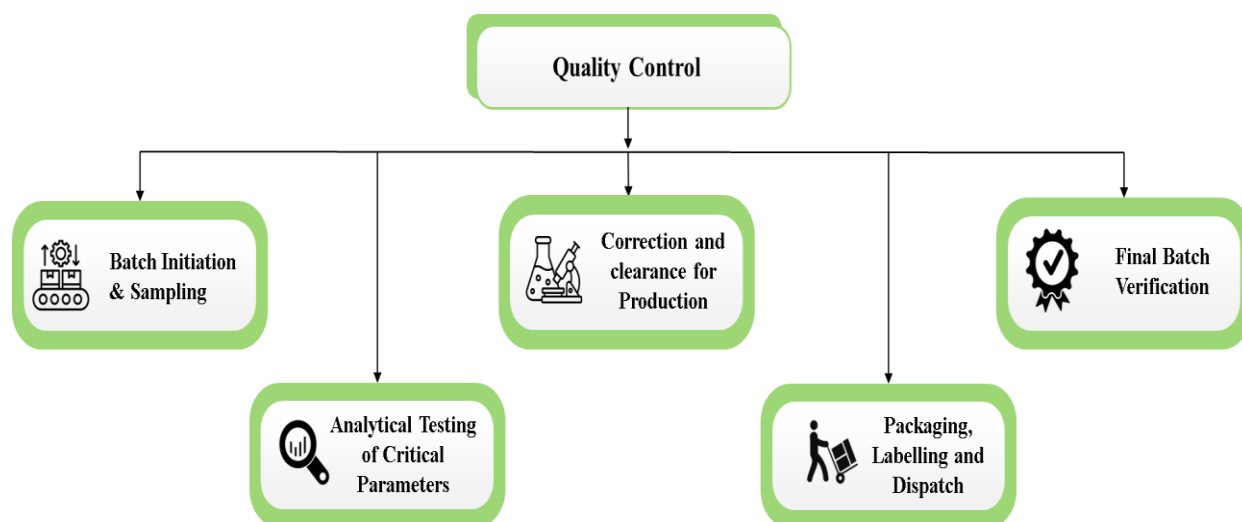 Quality Control
Batch Initiation
& Sampling
Correction and
clearance for
Production
Final Batch
Verification
Analytical Testing
of Critical
Parameters
Packaging,
Labelling and
Dispatch